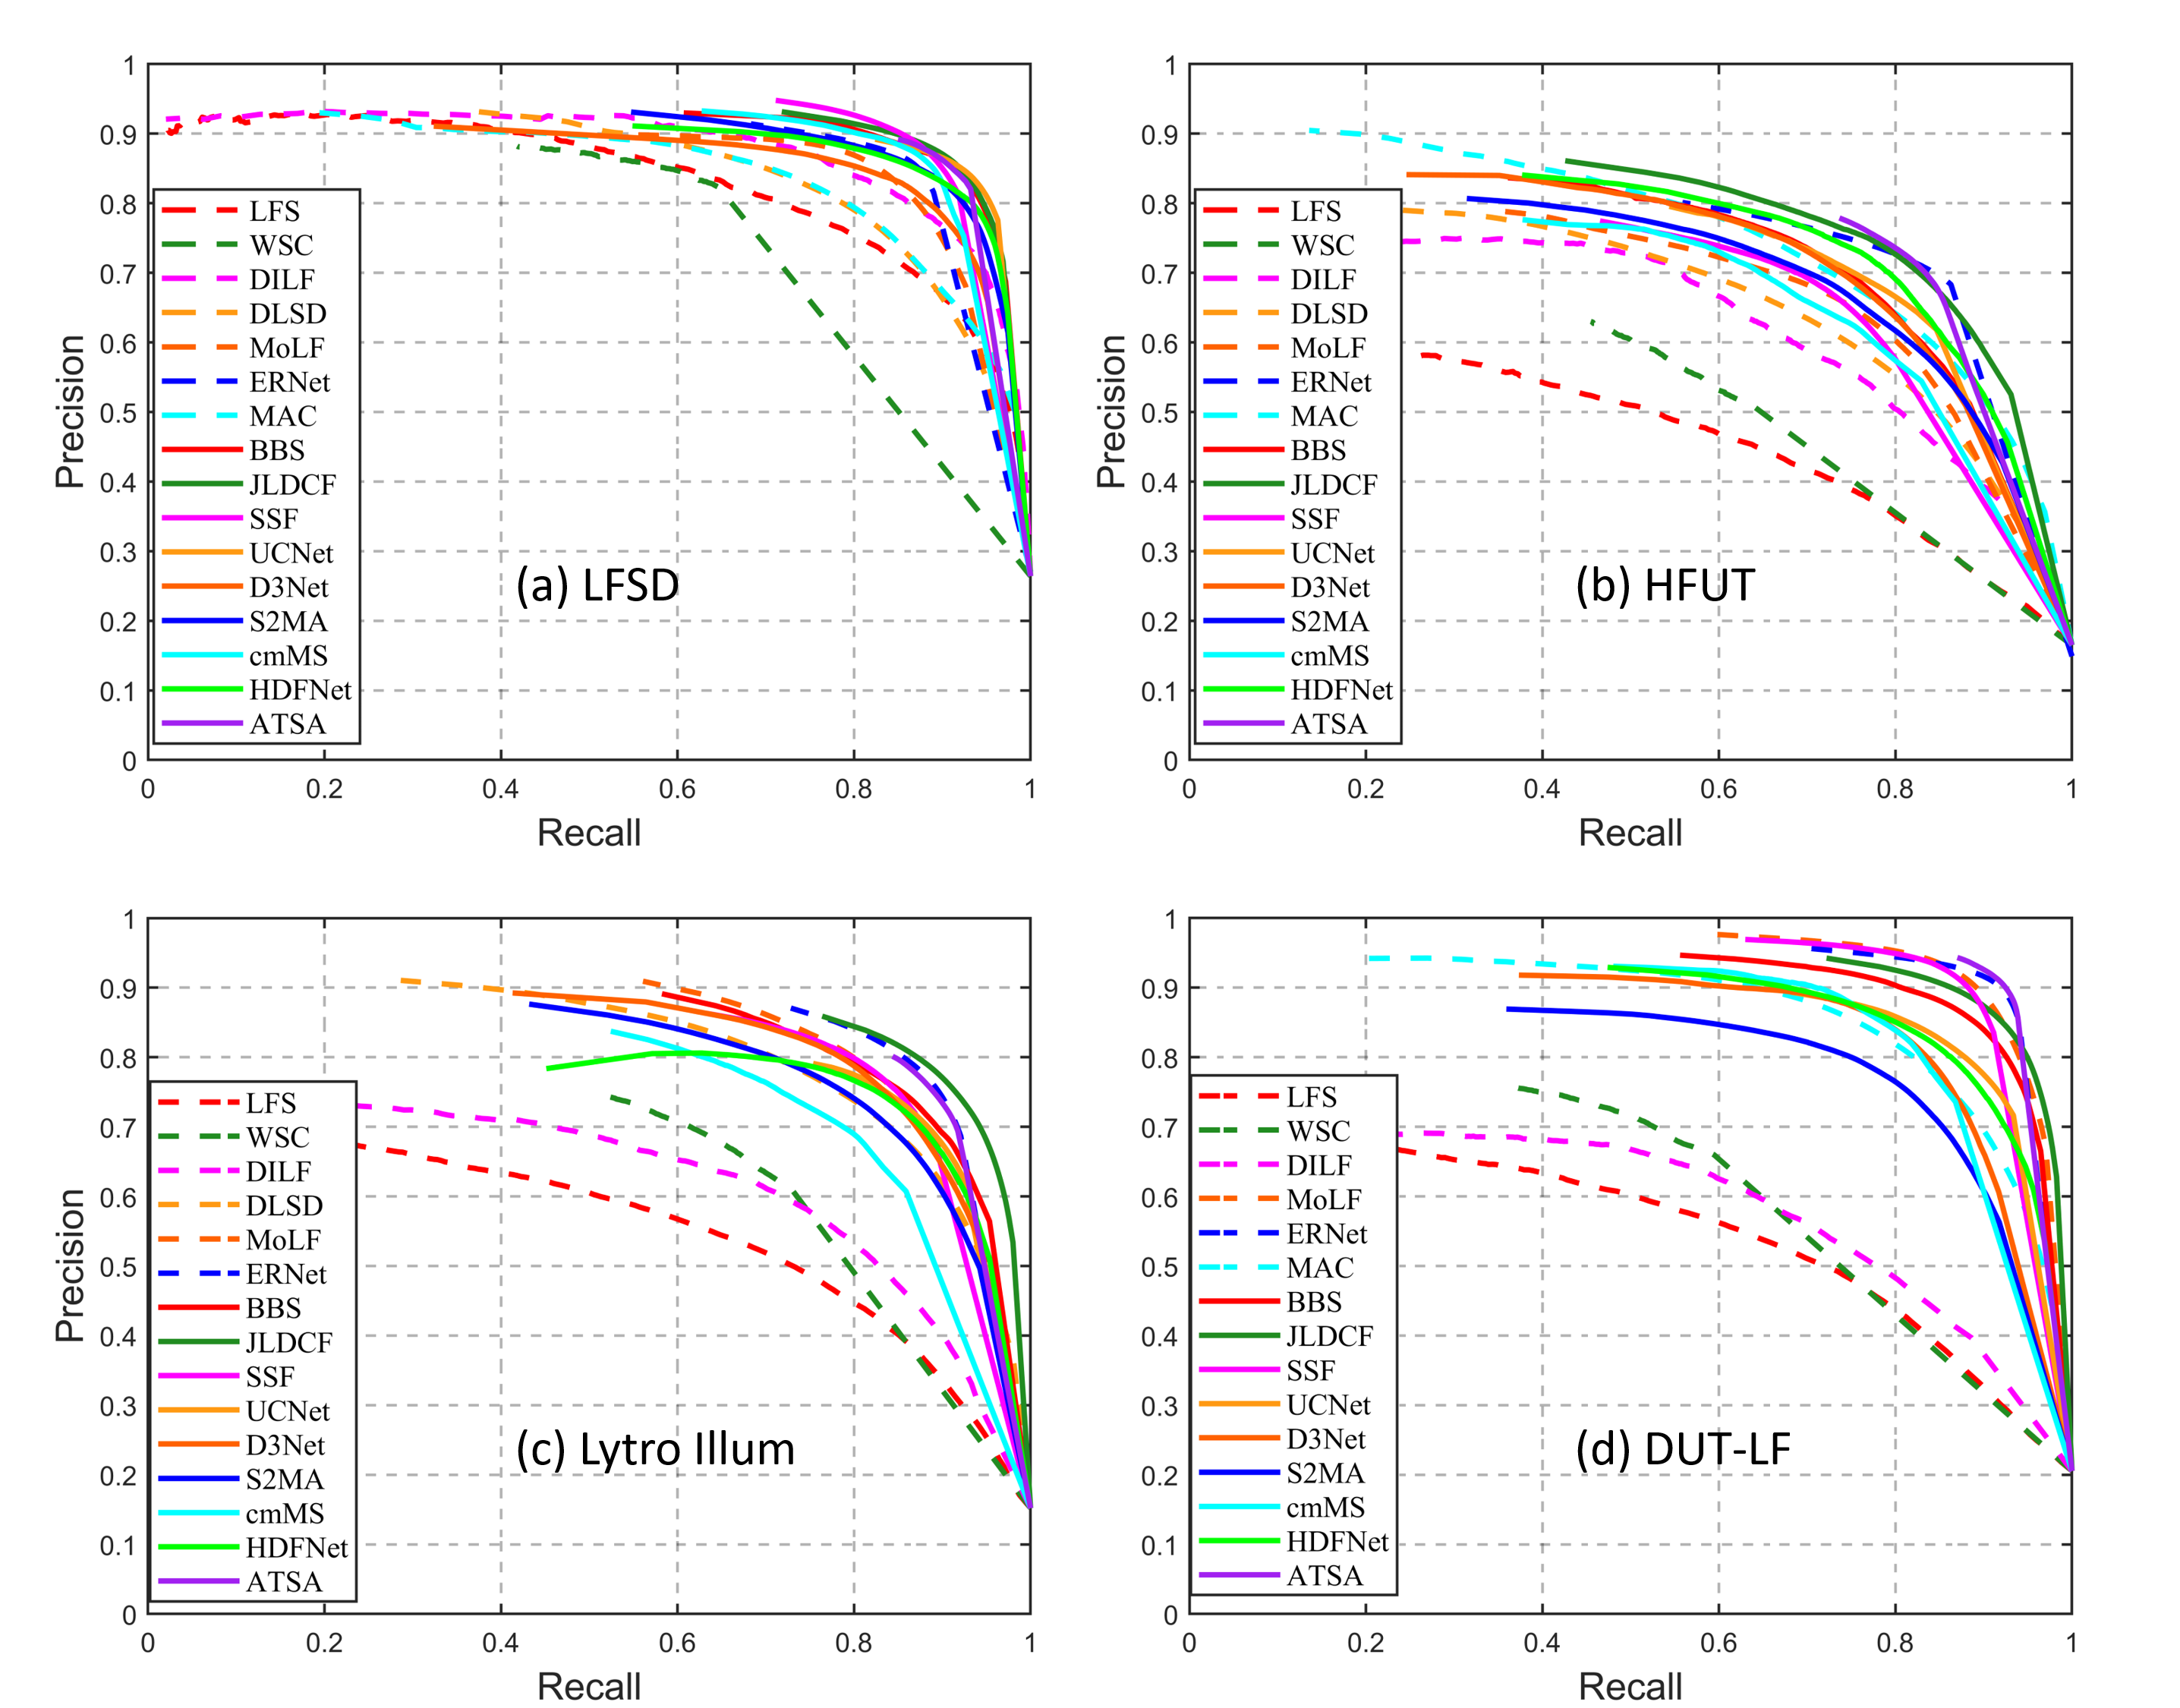 1
0.9
0.8
0.7
0.6
0.5
0.4
0.3
0.2
0.1
0
Precision
LFS
WSC
DILF
DLSD
MoLF
ERNet
MAC
BBS
JLDCF
SSF
UCNet
D3Net
S2MA
cmMS
HDFNet
ATSA
(a) LFSD
0 0.2 0.4 0.6 0.8 1
Recall
1
0.9
0.8
0.7
0.6
0.5
0.4
0.3
0.2
0.1
0
Precision
LFS
WSC
DILF
DLSD
MoLF
ERNet
MAC
BBS
JLDCF
SSF
UCNet
D3Net
S2MA
cmMS
HDFNet
ATSA
(b) HFUT
0 0.2 0.4 0.6 0.8 1
Recall
1
0.9
0.8
0.7
0.6
0.5
0.4
0.3
0.2
0.1
0
Precision
LFS
WSC
DILF
DLSD
MoLF
ERNet
BBS
JLDCF
SSF
UCNet
D3Net
S2MA
cmMS
HDFNet
ATSA
(c) Lytro Illum
0 0.2 0.4 0.6 0.8 1
Recall
1
0.9
0.8
0.7
0.6
0.5
0.4
0.3
0.2
0.1
0
Precision
LFS
WSC
DILF
MoLF
ERNet
MAC
BBS
JLDCF
SSF
UCNet
D3Net
S2MA
cmMS
HDFNet
ATSA
(d) DUT-LF
0 0.2 0.4 0.6 0.8 1
Recall